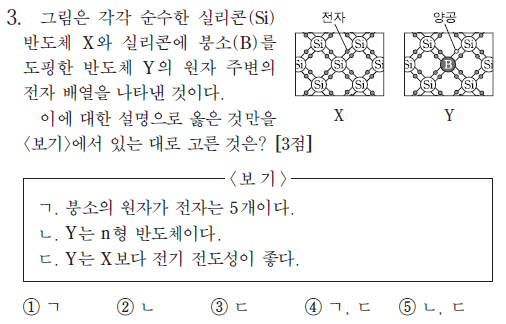 3. 그림은 각각 순수한 실리콘(Si)
반도체 X와 실리콘에 붕소(B)를
도핑한 반도체 Y의 원자 주변의
전자 배열을 나타낸 것이다.
이에 대한 설명으로 옳은 것만을
<보기>에서 있는 대로 고른 것은? [3점]
전자
Si Si
Si Si Si
Si Si
X
양공
Si Si
Si B Si
Si Si
Y
<보 기>
ㄱ. 붕소의 원자가 전자는 5개이다.
ㄴ. Y는 n형 반도체이다.
ㄷ. Y는 X보다 전기 전도성이 좋다.
① ㄱ ② ㄴ ③ ㄷ ④ ㄱ, ㄷ ⑤ ㄴ, ㄷ